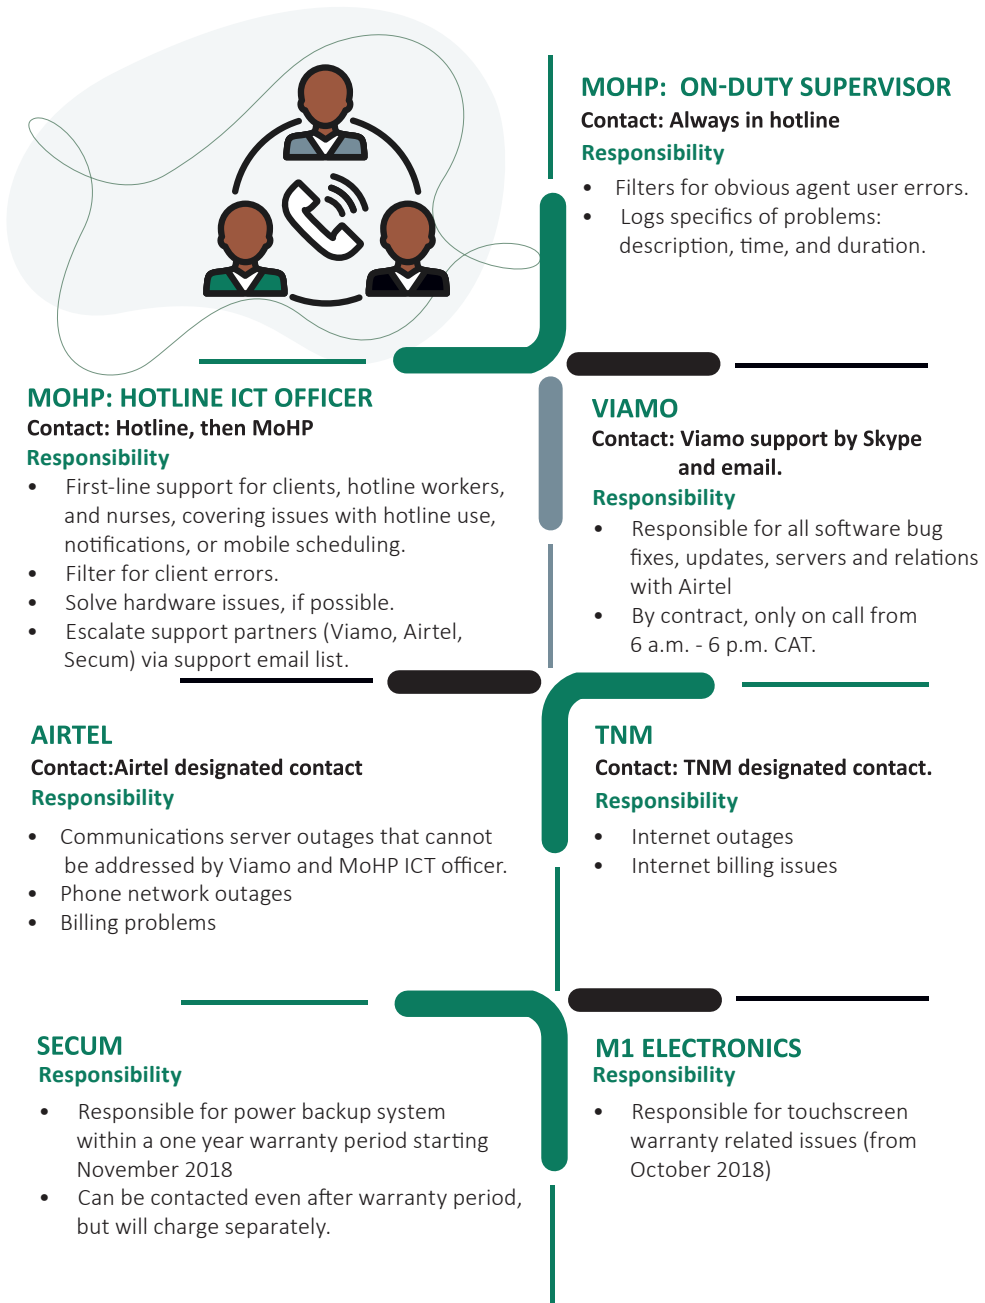 MOHP:  ON-DUTY SUPERVISOR
Contact: Always in hotline
Responsibility
• Filters for obvious agent user errors.
• Logs specifics of problems:
description, time, and duration.
MOHP: HOTLINE ICT OFFICER
Contact: Hotline, then MoHP
Responsibility
• First-line support for clients, hotline workers,
and nurses, covering issues with hotline use,
notifications, or mobile scheduling.
• Filter for client errors.
• Solve hardware issues, if possible.
• Escalate support partners (Viamo, Airtel,
Secum) via support email list.
VIAMO
Contact: Viamo support by Skype
and email.
Responsibility
• Responsible for all software bug
fixes, updates, servers and relations
with Airtel
• By contract, only on call from
6 a.m. - 6 p.m. CAT.
AIRTEL
Contact:Airtel designated contact
Responsibility
• Communications server outages that cannot
be addressed by Viamo and MoHP ICT officer.
• Phone network outages
• Billing problems
TNM
Contact: TNM designated contact.
Responsibility
• Internet outages
• Internet billing issues
SECUM
Responsibility
• Responsible for power backup system
within a one year warranty period starting
November 2018
• Can be contacted even after warranty period,
but will charge separately.
M1 ELECTRONICS
Responsibility
• Responsible for touchscreen
warranty related issues (from
October 2018)